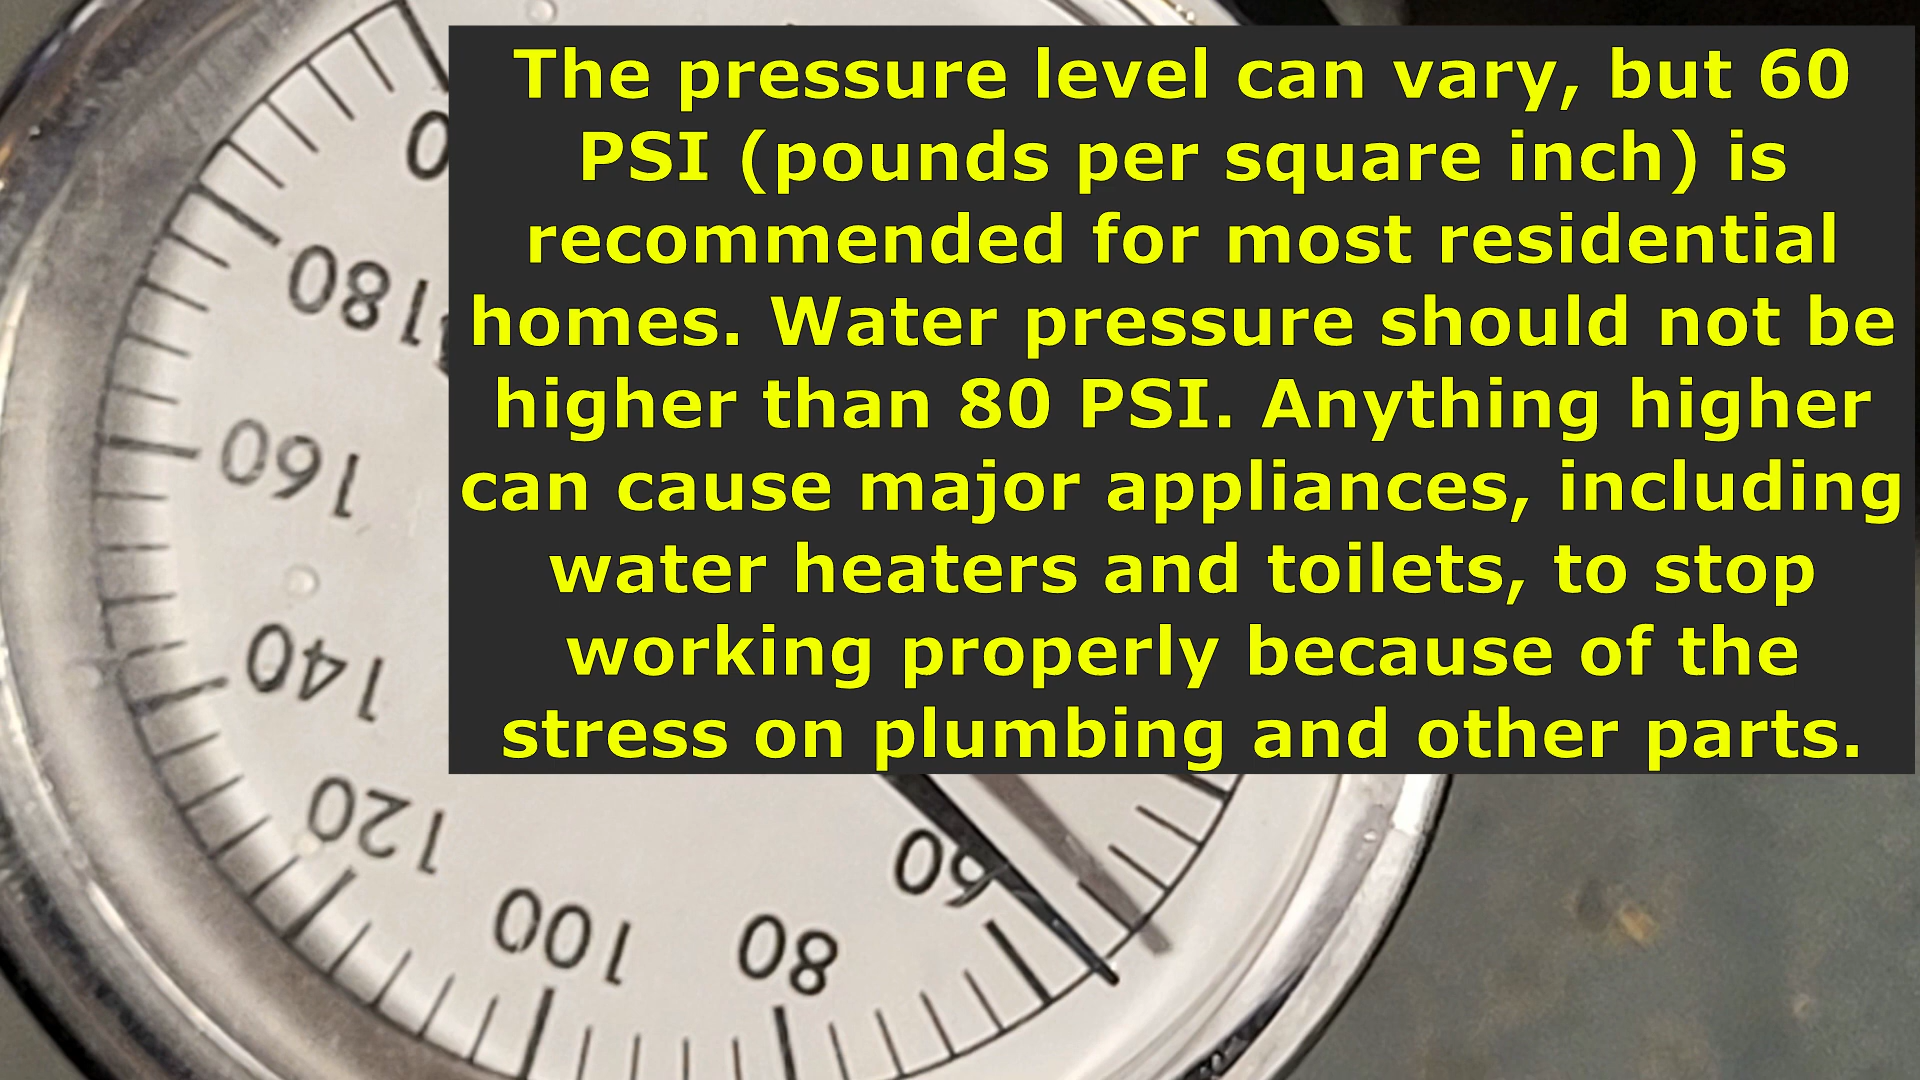 The pressure level can vary, but 60
PSI (pounds per square inch) is
recommended for most residential
homes. Water pressure should not be
higher than 80 PSI. Anything higher
can cause major appliances, including
water heaters and toilets, to stop
working properly because of the
stress on plumbing and other parts.
0
180
160
140
120
100
80
60